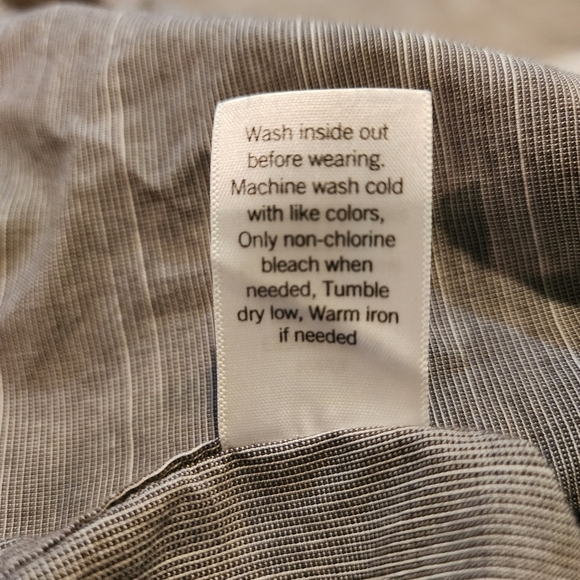 Wash inside out
before wearing.
Machine wash cold
with like colors,
Only non-chlorine
bleach when
needed, Tumble
dry low, Warm iron
if needed